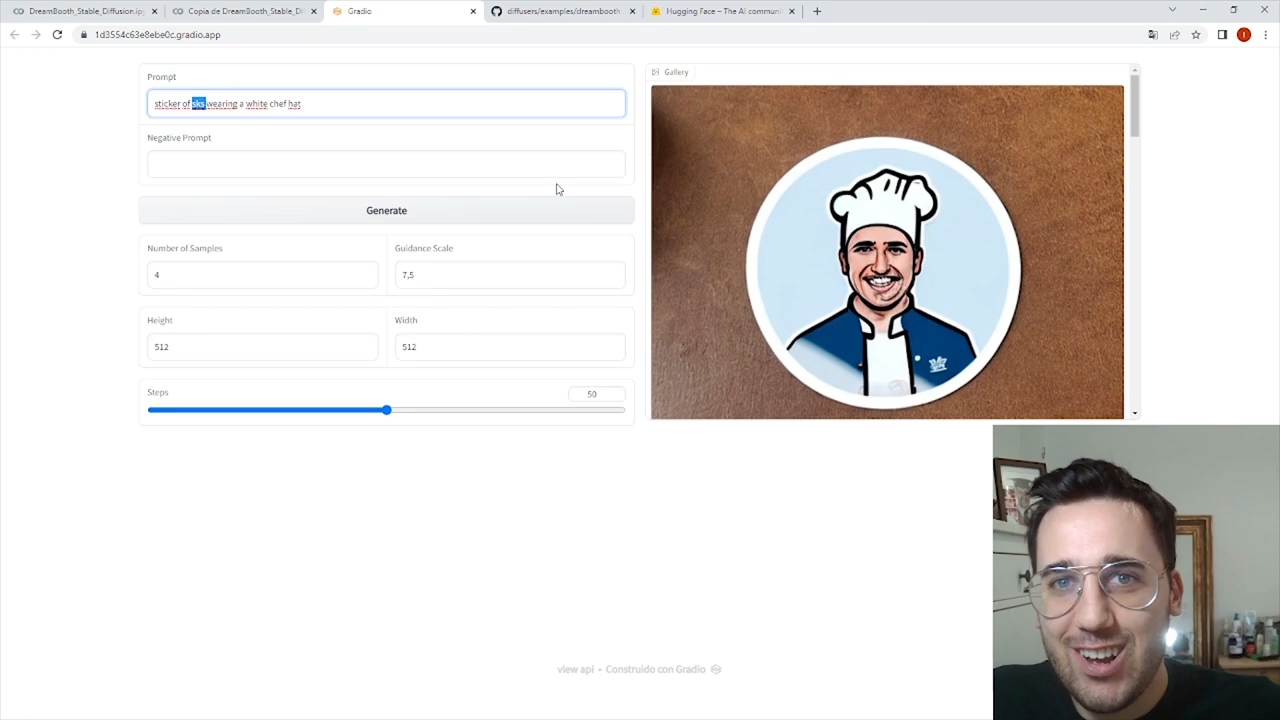 DreamBooth_Stable_Diffusion.ip
Copia de DreamBooth_Stable_Dif
Gradio
diffusers/examples/dreambooth
Hugging Face – The AI communi
1d3554c63e8ebe0c.gradio.app
Prompt
sticker of sks wearing a white chef hat
Negative Prompt
Generate
Number of Samples
4
Guidance Scale
7,5
Height
512
Width
512
Steps
50
Gallery
view api • Construido con Gradio